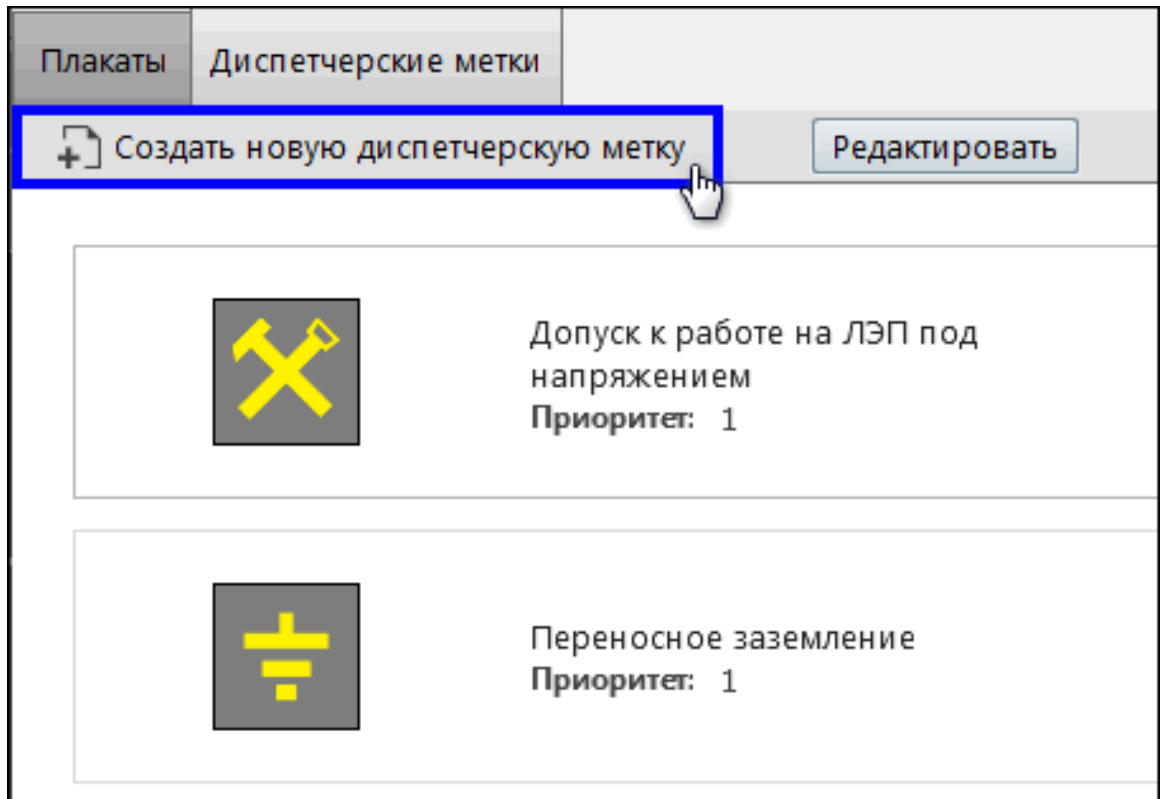 Плакаты
Диспетчерские метки
Создать новую диспетчерскую метку
Редактировать
Допуск к работе на ЛЭП под
напряжением
Приоритет: 1
Переносное заземление
Приоритет: 1